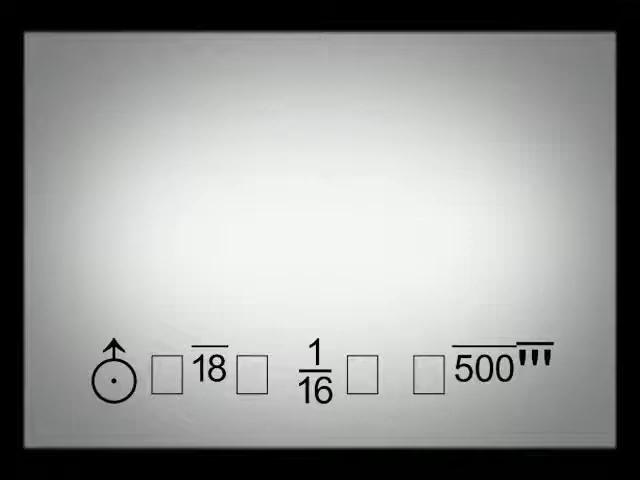 ⛢ □ 18 □ 1/16 □ □ 500‴